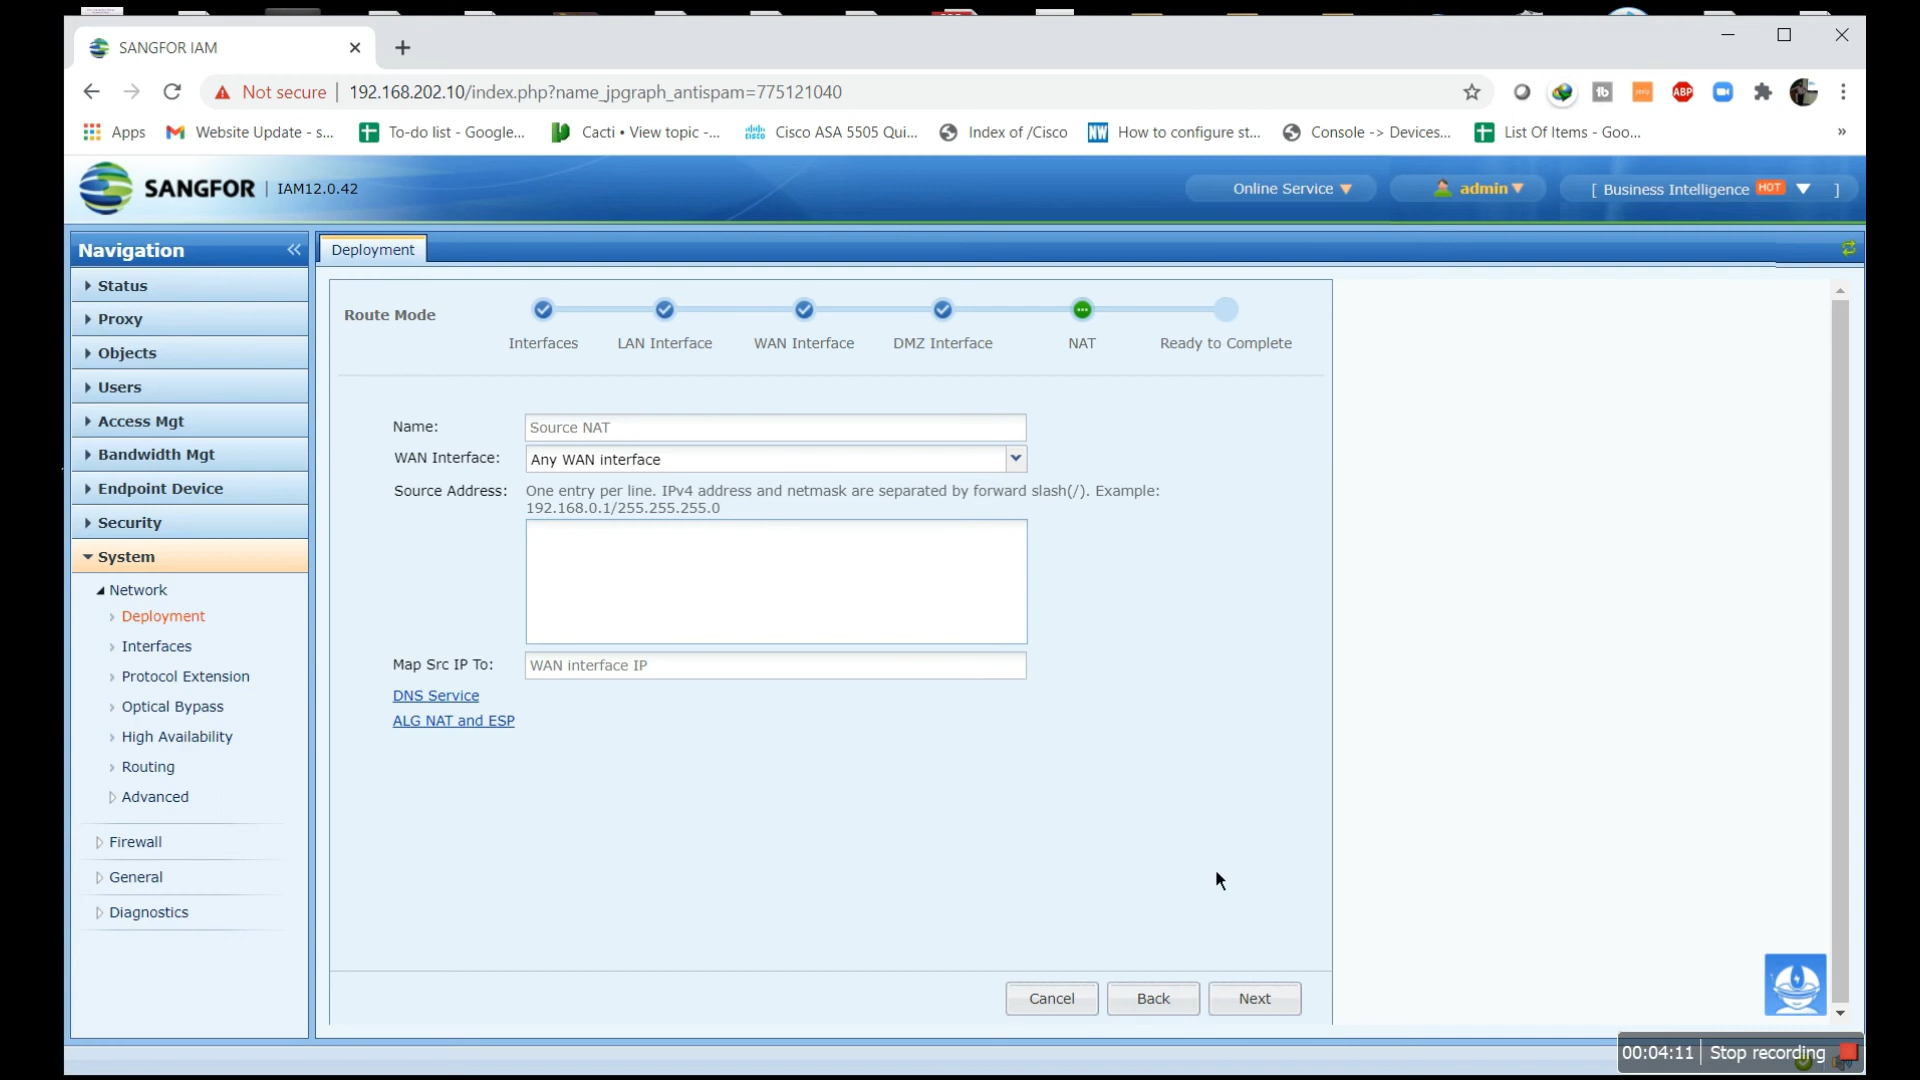 SANGFOR IAM
Not secure | 192.168.202.10/index.php?name_jpgraph_antispam=775121040
ABP
Apps
Website Update - s...
To-do list - Google...
Cacti • View topic -...
Cisco ASA 5505 Qui...
Index of /Cisco
NW How to configure st...
Console -> Devices...
List Of Items - Goo...
»
SANGFOR | IAM12.0.42
Online Service
admin
[ Business Intelligence HOT ]
Navigation
Deployment
Status
Proxy
Objects
Users
Access Mgt
Bandwidth Mgt
Endpoint Device
Security
System
Network
Deployment
Interfaces
Protocol Extension
Optical Bypass
High Availability
Routing
Advanced
Firewall
General
Diagnostics
Route Mode
Interfaces
LAN Interface
WAN Interface
DMZ Interface
NAT
Ready to Complete
Name: Source NAT
WAN Interface: Any WAN interface
Source Address: One entry per line. IPv4 address and netmask are separated by forward slash(/). Example:
192.168.0.1/255.255.255.0
Map Src IP To: WAN interface IP
DNS Service
ALG NAT and ESP
Cancel
Back
Next
00:04:11 | Stop recording